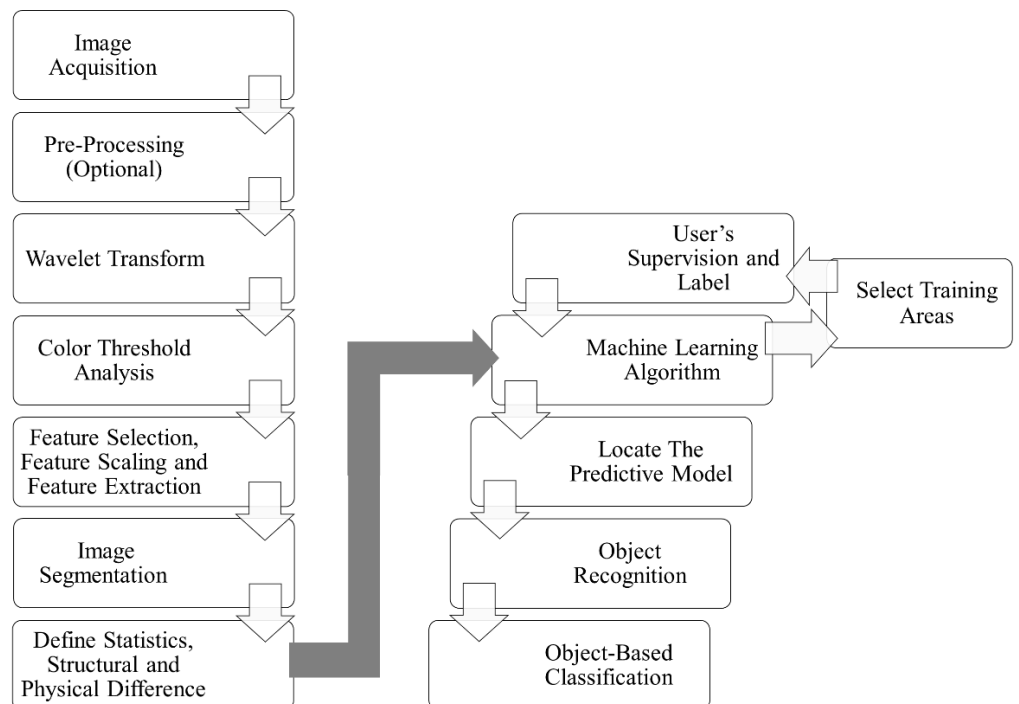 Image
Acquisition
Pre-Processing
(Optional)
Wavelet Transform
Color Threshold
Analysis
Feature Selection,
Feature Scaling and
Feature Extraction
Image
Segmentation
Define Statistics,
Structural and
Physical Difference
User’s
Supervision and
Label
Select Training
Areas
Machine Learning
Algorithm
Locate The
Predictive Model
Object
Recognition
Object-Based
Classification